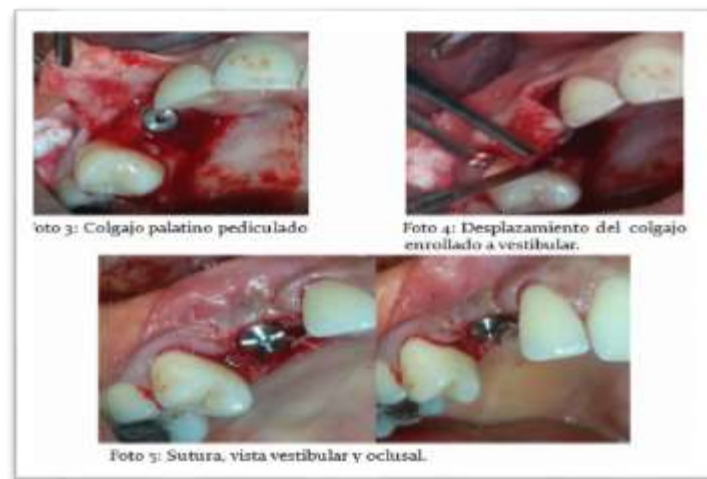 oto 3: Colgajo palatino pediculado
Foto 4: Desplazamiento del colgajo
enrollado a vestibular.
Foto 5: Sutura, vista vestibular y oclusal.